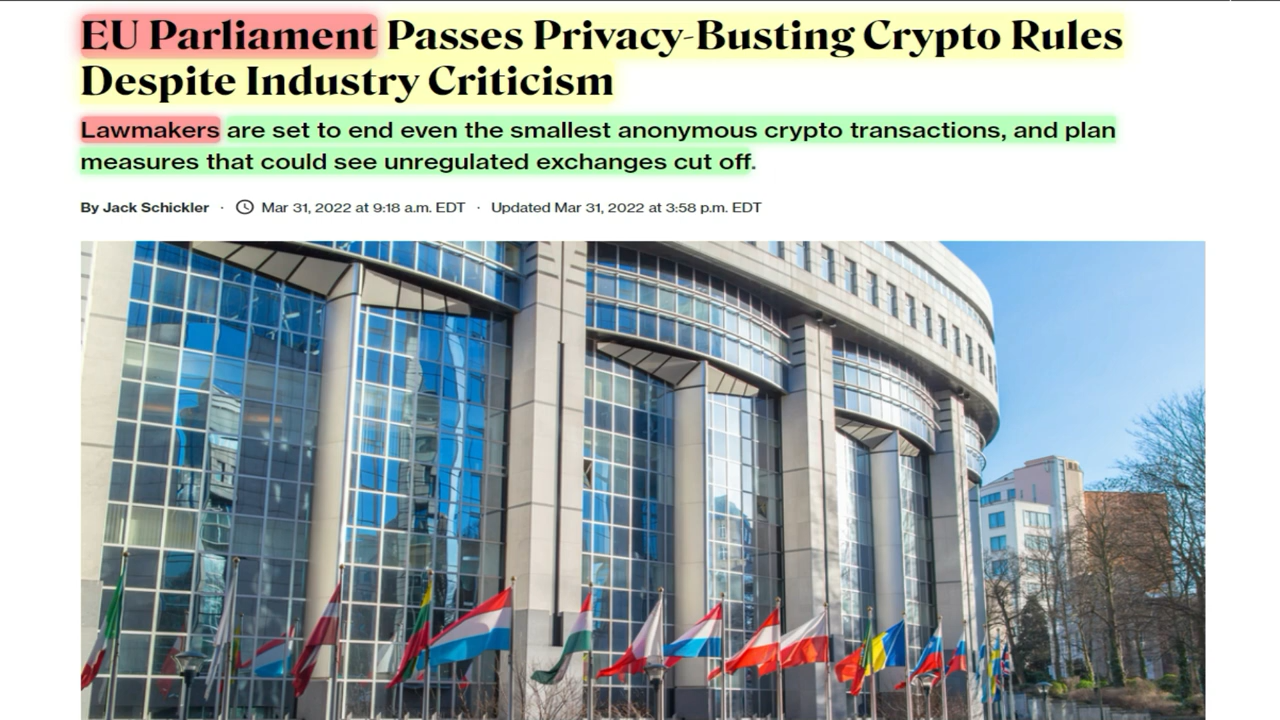 EU Parliament Passes Privacy-Busting Crypto Rules
Despite Industry Criticism
Lawmakers are set to end even the smallest anonymous crypto transactions, and plan
measures that could see unregulated exchanges cut off.
By Jack Schickler · Mar 31, 2022 at 9:18 a.m. EDT · Updated Mar 31, 2022 at 3:58 p.m. EDT